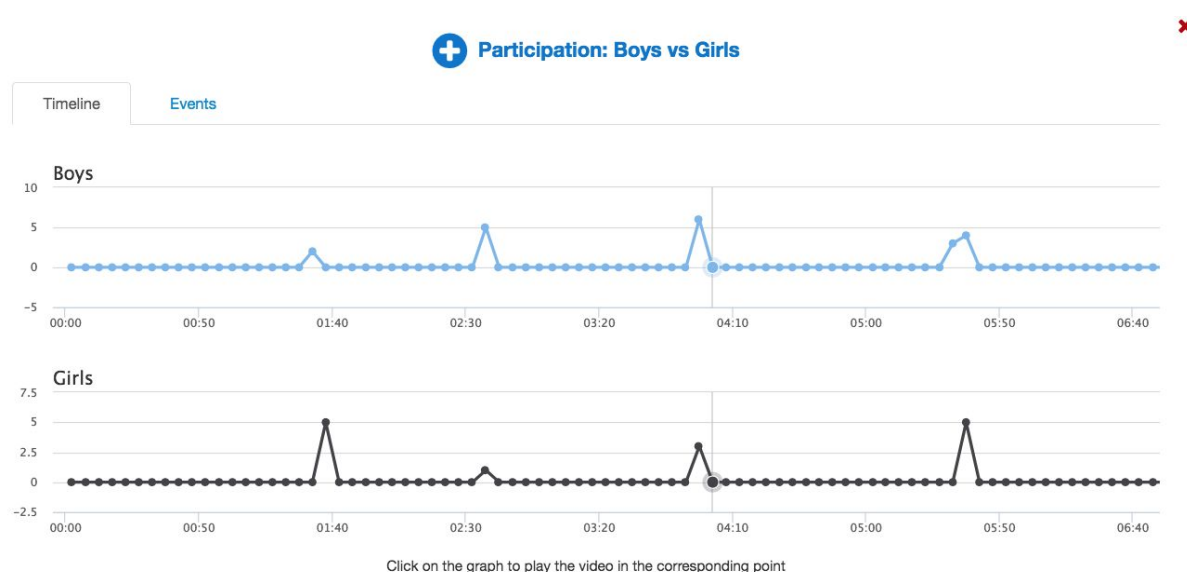 Participation: Boys vs Girls
Timeline Events
Boys
10
5
0
−5
00:00 00:50 01:40 02:30 03:20 04:10 05:00 05:50 06:40
Girls
7.5
5
2.5
0
−2.5
00:00 00:50 01:40 02:30 03:20 04:10 05:00 05:50 06:40
Click on the graph to play the video in the corresponding point